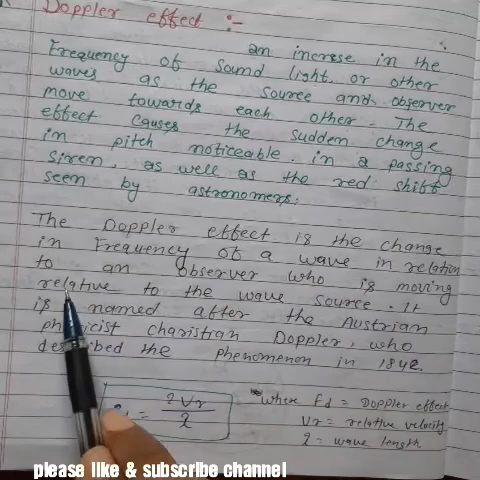 Doppler effect :-
an increse in the
Frequency of sound light, or other
waves as the source and observer
move towards each other. The
effect causes the sudden change
in pitch noticeable in a passing
siren, as well as the red shift
seen by astronomers.
The Doppler effect is the change
in Frequency of a wave in relation
to an observer who is moving
relative to the wave source. It
is named after the Austrian
physicist charistian Doppler, who
described the phenomenon in 1842.
= 2Vr / λ
Where Fd = Doppler effect
Vr = relative velocity
λ = wave length
please like & subscribe channel